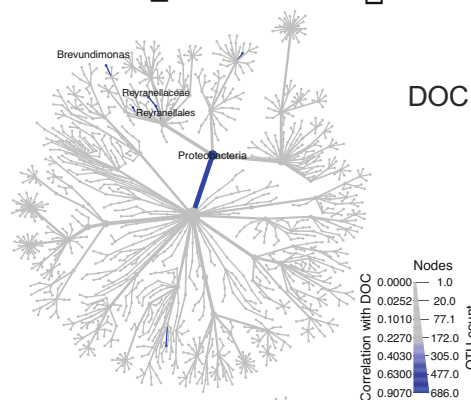 Brevundimonas
Reyranellaceae
DOC
Reyranellales
Proteobacteria
Nodes
0.0000 1.0
0.0252 20.0
0.1010 77.1
0.2270 172.0
0.4030 305.0
0.6300 477.0
0.9070 686.0
Correlation with DOC
OTU count